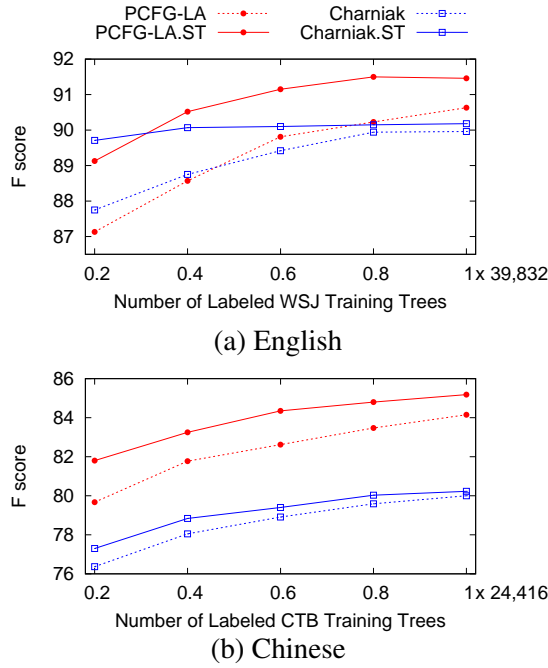 PCFG-LA Charniak
PCFG-LA.ST Charniak.ST
92
91
90
89
88
87
F score
0.2 0.4 0.6 0.8 1 x 39,832
Number of Labeled WSJ Training Trees
(a) English
86
84
82
80
78
76
F score
0.2 0.4 0.6 0.8 1 x 24,416
Number of Labeled CTB Training Trees
(b) Chinese